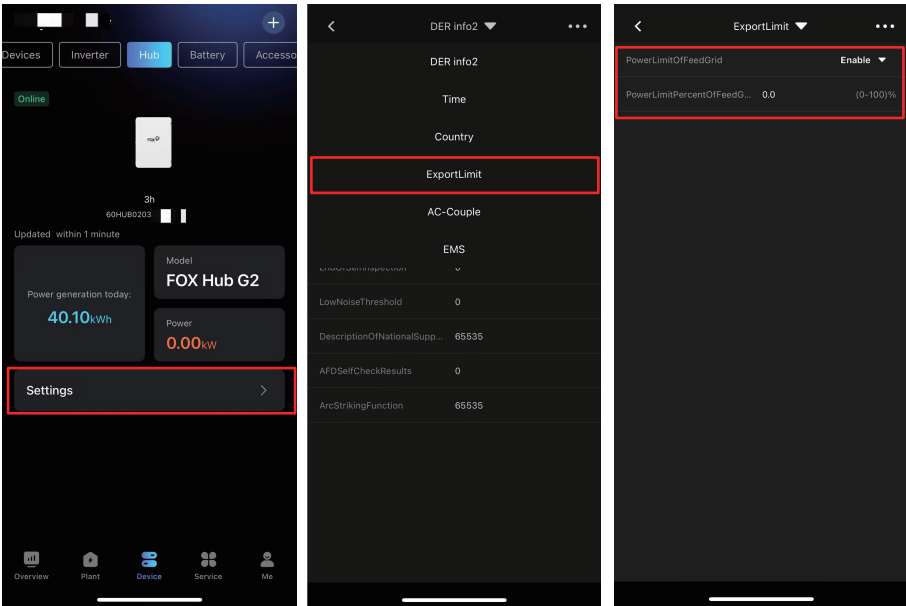 +
Devices Inverter Hub Battery Accesso
Online
FOX
3h
60HUB0203
Updated within 1 minute
Model
FOX Hub G2
Power generation today:
40.10kWh
Power
0.00kW
Settings
Overview Plant Device Service Me
DER info2
DER info2
Time
Country
ExportLimit
AC-Couple
EMS
EndOfSemInspection 0
LowNoiseThreshold 0
DescriptionOfNationalSupp... 65535
AFDSelfCheckResults 0
ArcStrikingFunction 65535
ExportLimit
PowerLimitOfFeedGrid Enable
PowerLimitPercentOfFeedG... 0.0 (0-100)%